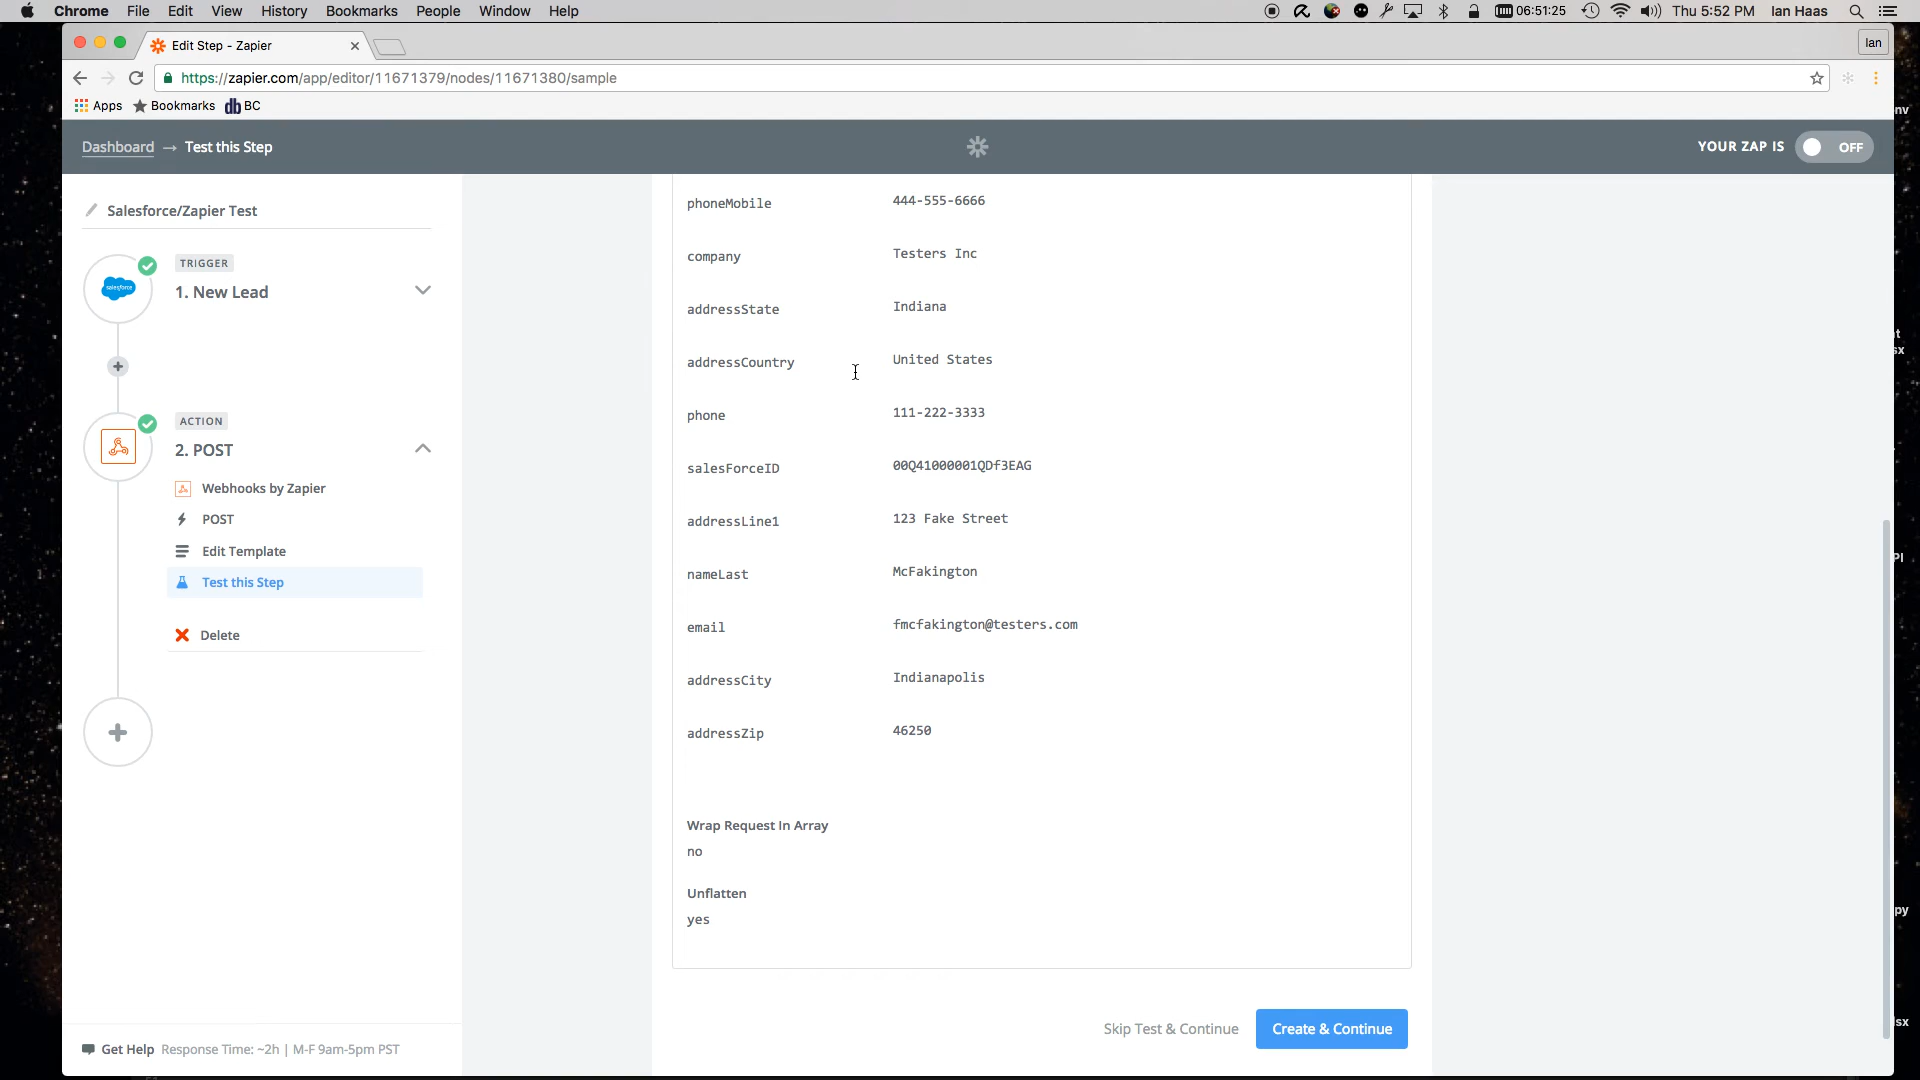 Chrome File Edit View History Bookmarks People Window Help 06:51:25 Thu 5:52 PM Ian Haas
Edit Step - Zapier
Ian
https://zapier.com/app/editor/11671379/nodes/11671380/sample
Apps Bookmarks db BC
Dashboard → Test this Step
YOUR ZAP IS OFF
Salesforce/Zapier Test
TRIGGER
salesforce
1. New Lead
ACTION
2. POST
Webhooks by Zapier
POST
Edit Template
Test this Step
Delete
Get Help Response Time: ~2h | M-F 9am-5pm PST
phoneMobile 444-555-6666
company Testers Inc
addressState Indiana
addressCountry United States
phone 111-222-3333
salesForceID 00Q41000001QDf3EAG
addressLine1 123 Fake Street
nameLast McFakington
email fmcfakington@testers.com
addressCity Indianapolis
addressZip 46250
Wrap Request In Array
no
Unflatten
yes
Skip Test & Continue Create & Continue